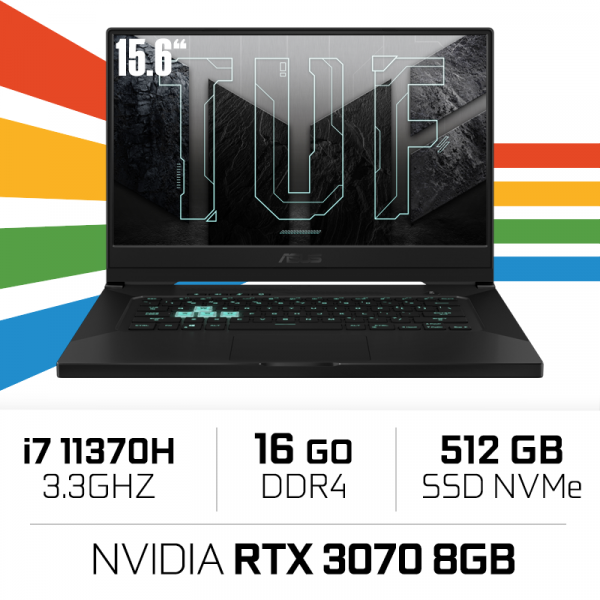 15.6“
TUF
ASUS
i7 11370H
3.3GHZ
16 GO
DDR4
512 GB
SSD NVMe
NVIDIA RTX 3070 8GB